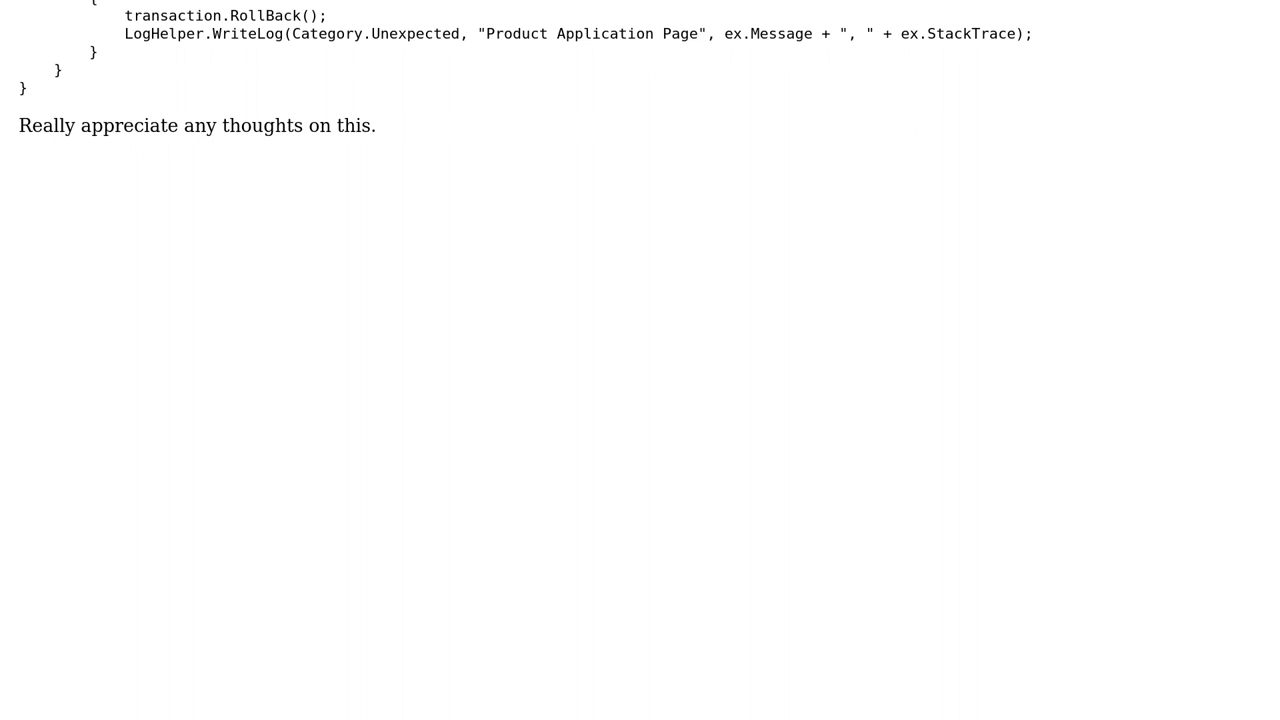 {
transaction.RollBack();
LogHelper.WriteLog(Category.Unexpected, "Product Application Page", ex.Message + ", " + ex.StackTrace);
}
}
}
Really appreciate any thoughts on this.